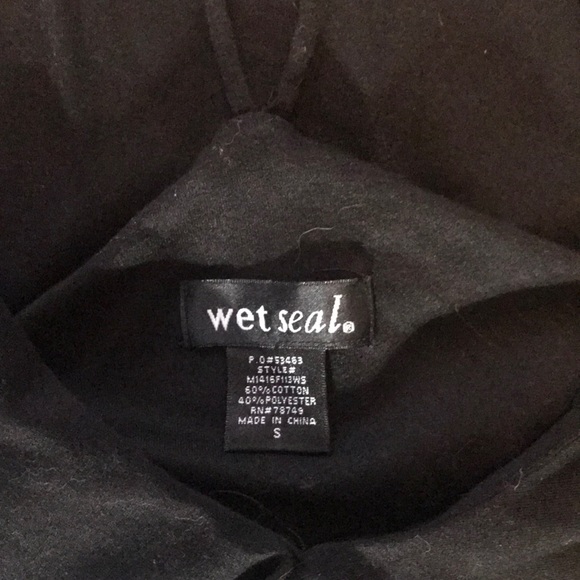 wet seal®
P.O#53463
STYLE#
M1416F113WS
60%COTTON
40%POLYESTER
RN#78749
MADE IN CHINA
S